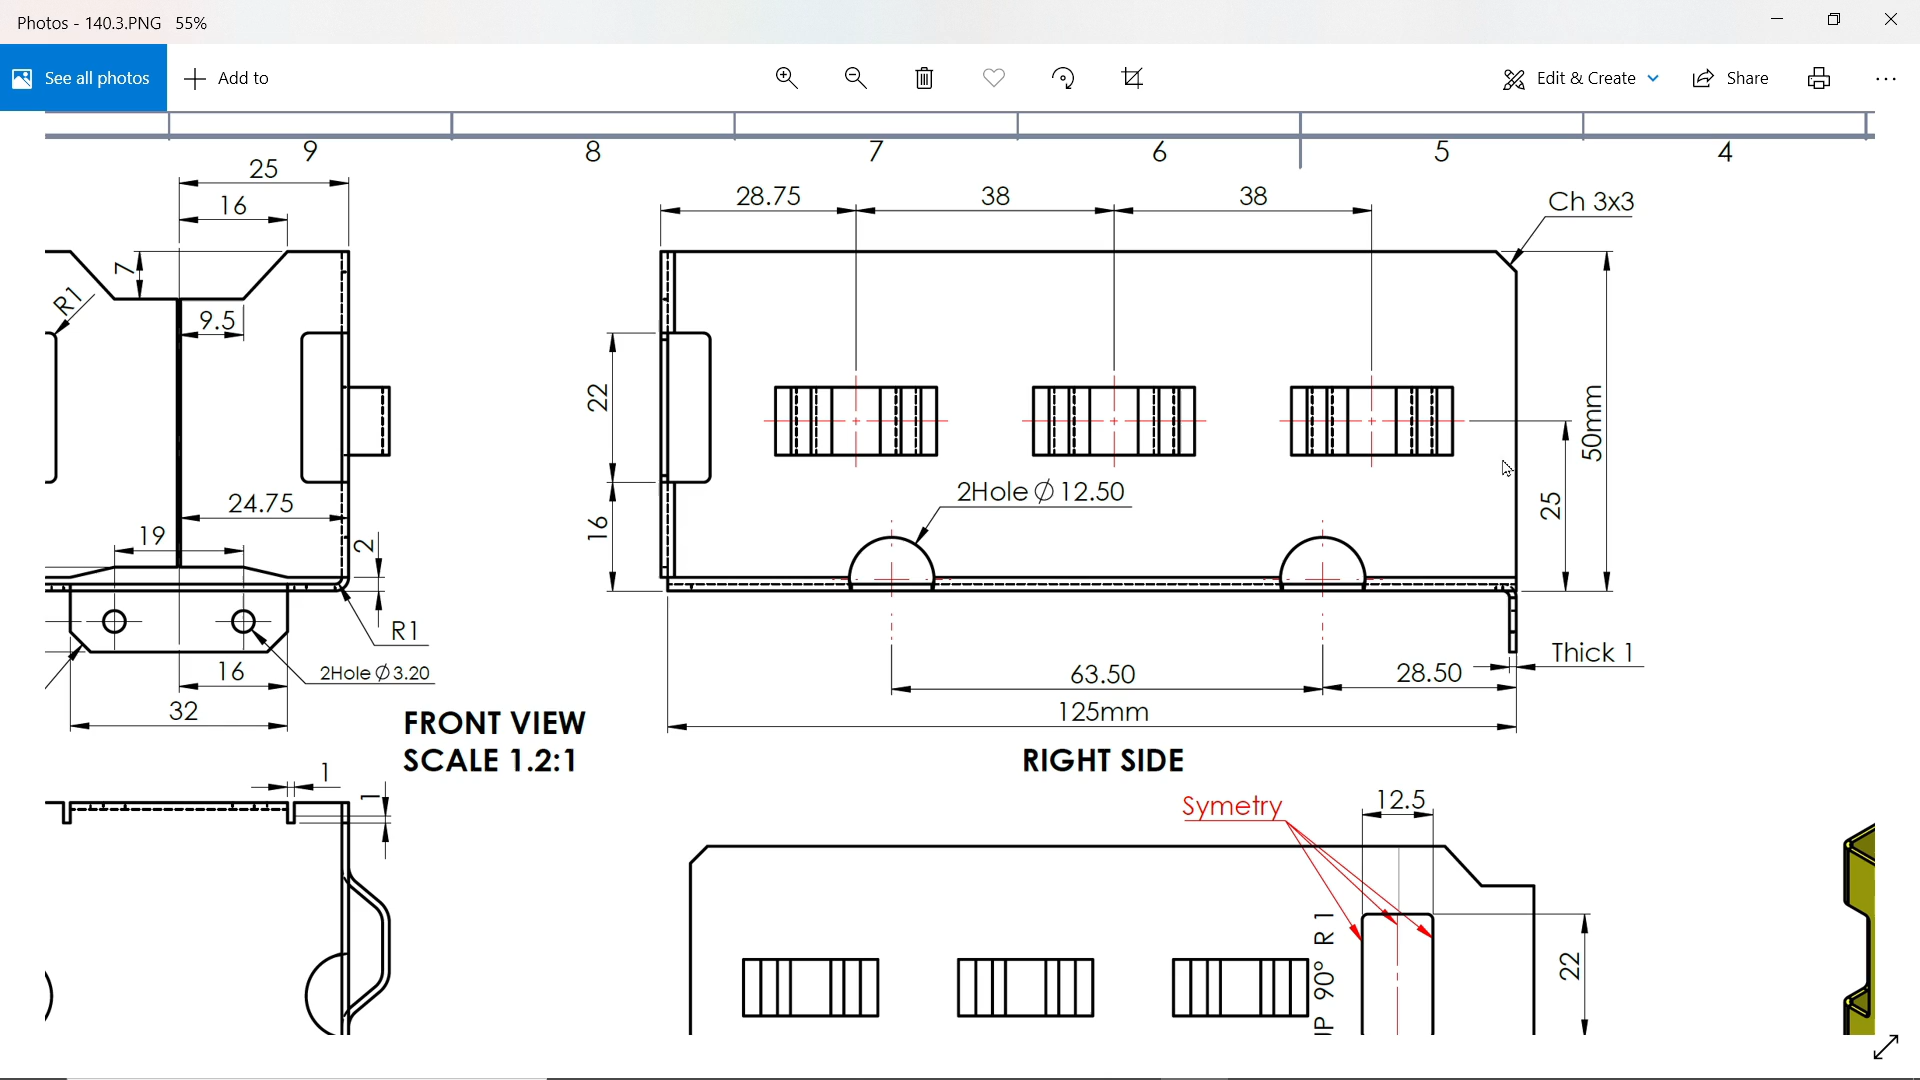 Photos - 140.3.PNG 55%
See all photos
Add to
Edit & Create
Share
9
8
7
6
5
4
25
16
7
R1
9.5
24.75
19
2
R1
16
2Hole Ø 3.20
32
FRONT VIEW
SCALE 1.2:1
28.75
38
38
Ch 3x3
22
16
2Hole Ø 12.50
50mm
25
Thick 1
63.50
28.50
125mm
RIGHT SIDE
1
1
Symetry
12.5
22
90° R 1